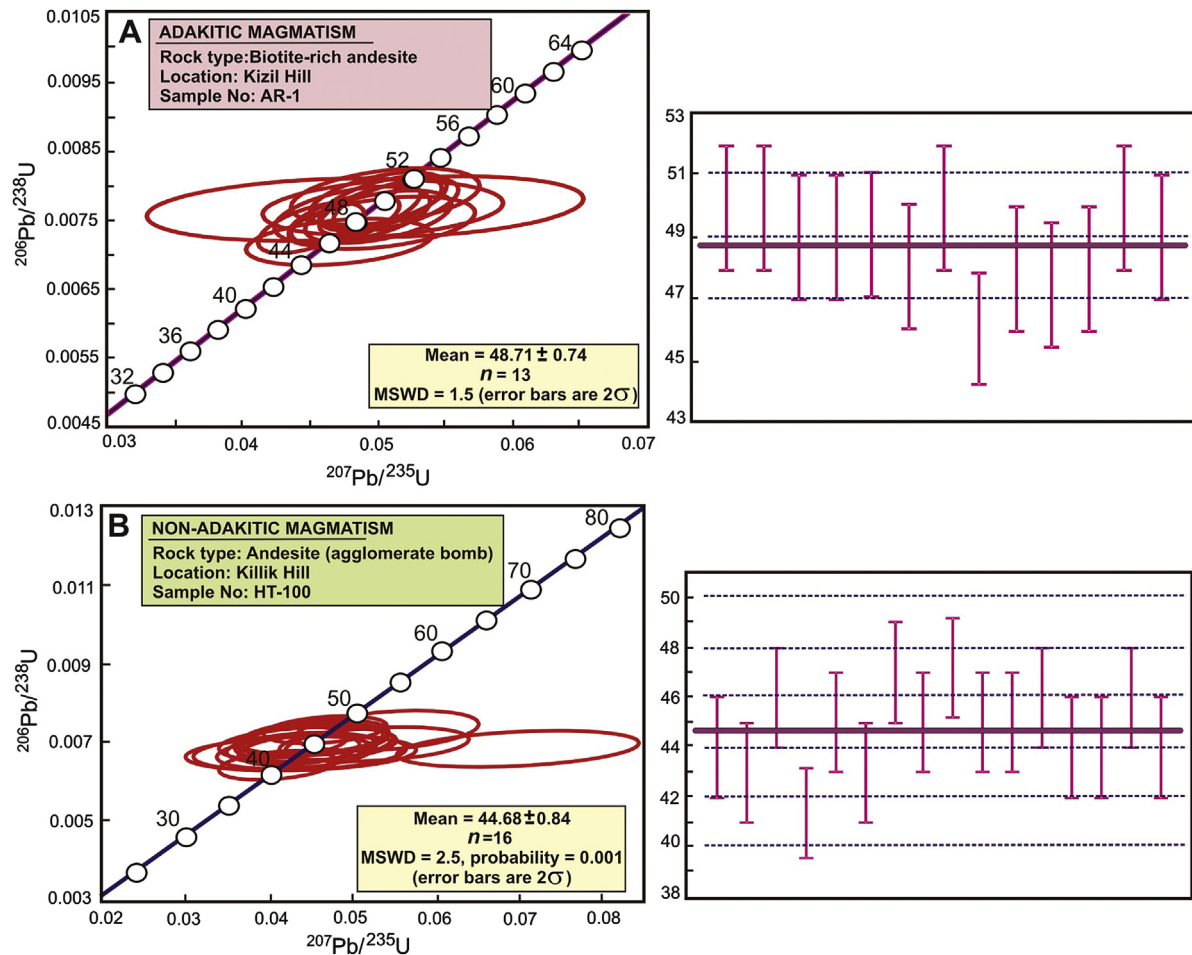 A
ADAKITIC MAGMATISM
Rock type:Biotite-rich andesite
Location: Kizil Hill
Sample No: AR-1
0.0105
0.0095
0.0085
0.0075
0.0065
0.0055
0.0045
206Pb/238U
32
36
40
44
48
52
56
60
64
Mean = 48.71 ± 0.74
n = 13
MSWD = 1.5 (error bars are 2σ)
0.03
0.04
0.05
0.06
0.07
207Pb/235U
53
51
49
47
45
43
B
NON-ADAKITIC MAGMATISM
Rock type: Andesite (agglomerate bomb)
Location: Killik Hill
Sample No: HT-100
0.013
0.011
0.009
0.007
0.005
0.003
206Pb/238U
30
40
50
60
70
80
Mean = 44.68 ±0.84
n=16
MSWD = 2.5, probability = 0.001
(error bars are 2σ)
0.02
0.03
0.04
0.05
0.06
0.07
0.08
207Pb/235U
50
48
46
44
42
40
38